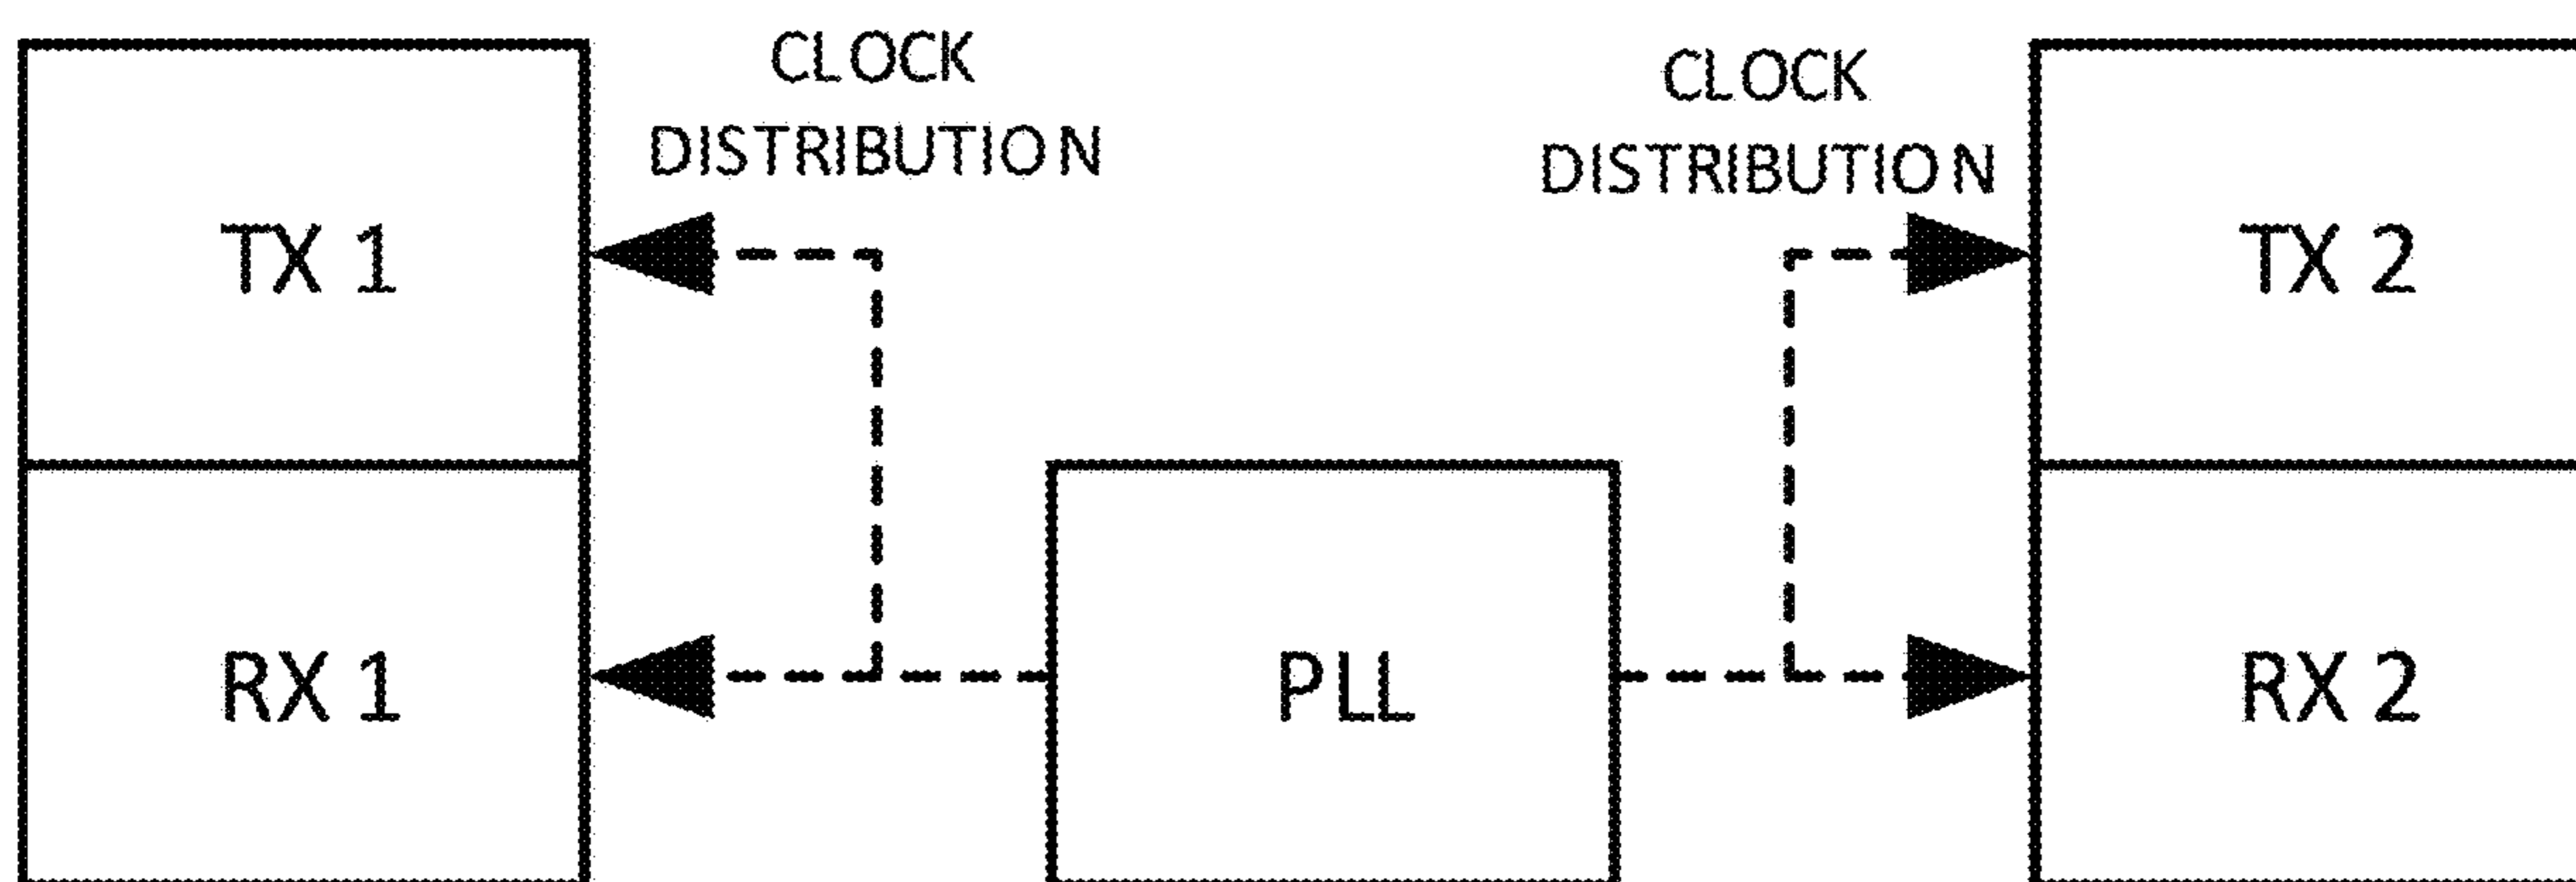 CLOCK
DISTRIBUTION
CLOCK
DISTRIBUTION
TX 1
TX 2
RX 1
PLL
RX 2